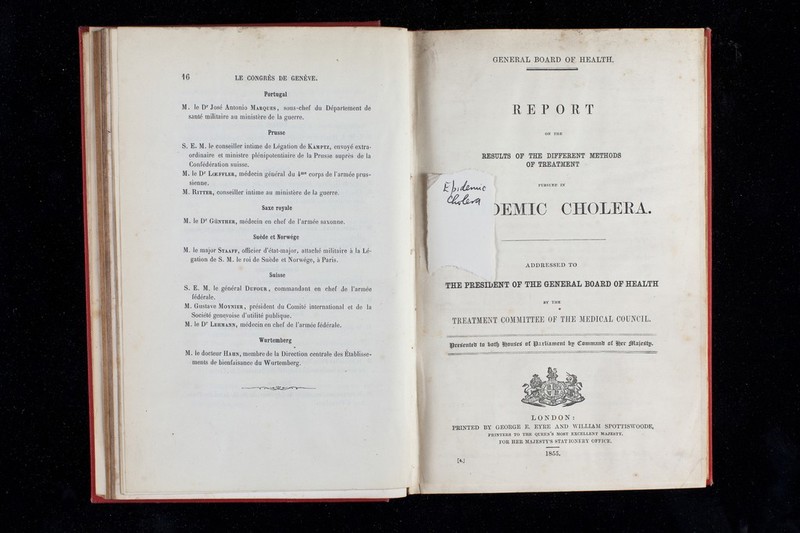 16 LE CONGRÈS DE GENÈVE.
Portugal
M. le Dr José Antonio Marques, sous-chef du Département de
santé militaire au ministère de la guerre.
Prusse
S. E. M. le conseiller intime de Légation de Kamptz, envoyé extra-
ordinaire et ministre plénipotentiaire de la Prusse auprès de la
Confédération suisse.
M. le Dr Lœffler, médecin général du 4me corps de l'armée prus-
sienne.
M. Ritter, conseiller intime au ministère de la guerre
Saxe royale
M. le Dr Günther, médecin en chef de l'armée saxonne.
Suède et Norwége
M. le major Staaff, officier d'état-major, attaché militaire à la Lé-
gation de S. M. le roi de Suède et Norwége, à Paris.
Suisse
S. E. M. le général Dufour, commandant en chef de l'armée
fédérale.
M. Gustave Moynier, président du Comité international et de la
Société genevoise d'utilité publique.
M. le Dr Lehmann, médecin en chef de l'armée fédérale.
Wurtemberg
M. le docteur Hahn, membre de la Direction centrale des Établisse-
ments de bienfaisance du Wurtemberg.
GENERAL BOARD OF HEALTH.
REPORT
ON THE
RESULTS OF THE DIFFERENT METHODS
OF TREATMENT
PURSUED IN
Epidemic
Cholera
DEMIC CHOLERA.
ADDRESSED TO
THE PRESIDENT OF THE GENERAL BOARD OF HEALTH
BY THE
TREATMENT COMMITTEE OF THE MEDICAL COUNCIL.
Presented to both Houses of Parliament by Command of Her Majesty.
LONDON:
PRINTED BY GEORGE E. EYRE AND WILLIAM SPOTTISWOODE,
PRINTERS TO THE QUEEN'S MOST EXCELLENT MAJESTY.
FOR HER MAJESTY'S STATIONERY OFFICE.
1855.